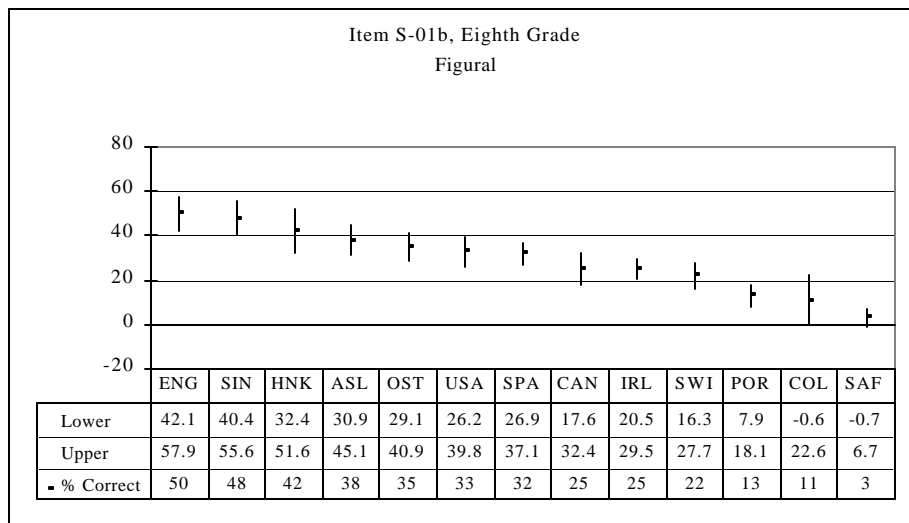 Item S-01b, Eighth Grade
Figural
80
60
40
20
0
-20
ENG SIN HNK ASL OST USA SPA CAN IRL SWI POR COL SAF
Lower 42.1 40.4 32.4 30.9 29.1 26.2 26.9 17.6 20.5 16.3 7.9 -0.6 -0.7
Upper 57.9 55.6 51.6 45.1 40.9 39.8 37.1 32.4 29.5 27.7 18.1 22.6 6.7
% Correct 50 48 42 38 35 33 32 25 25 22 13 11 3